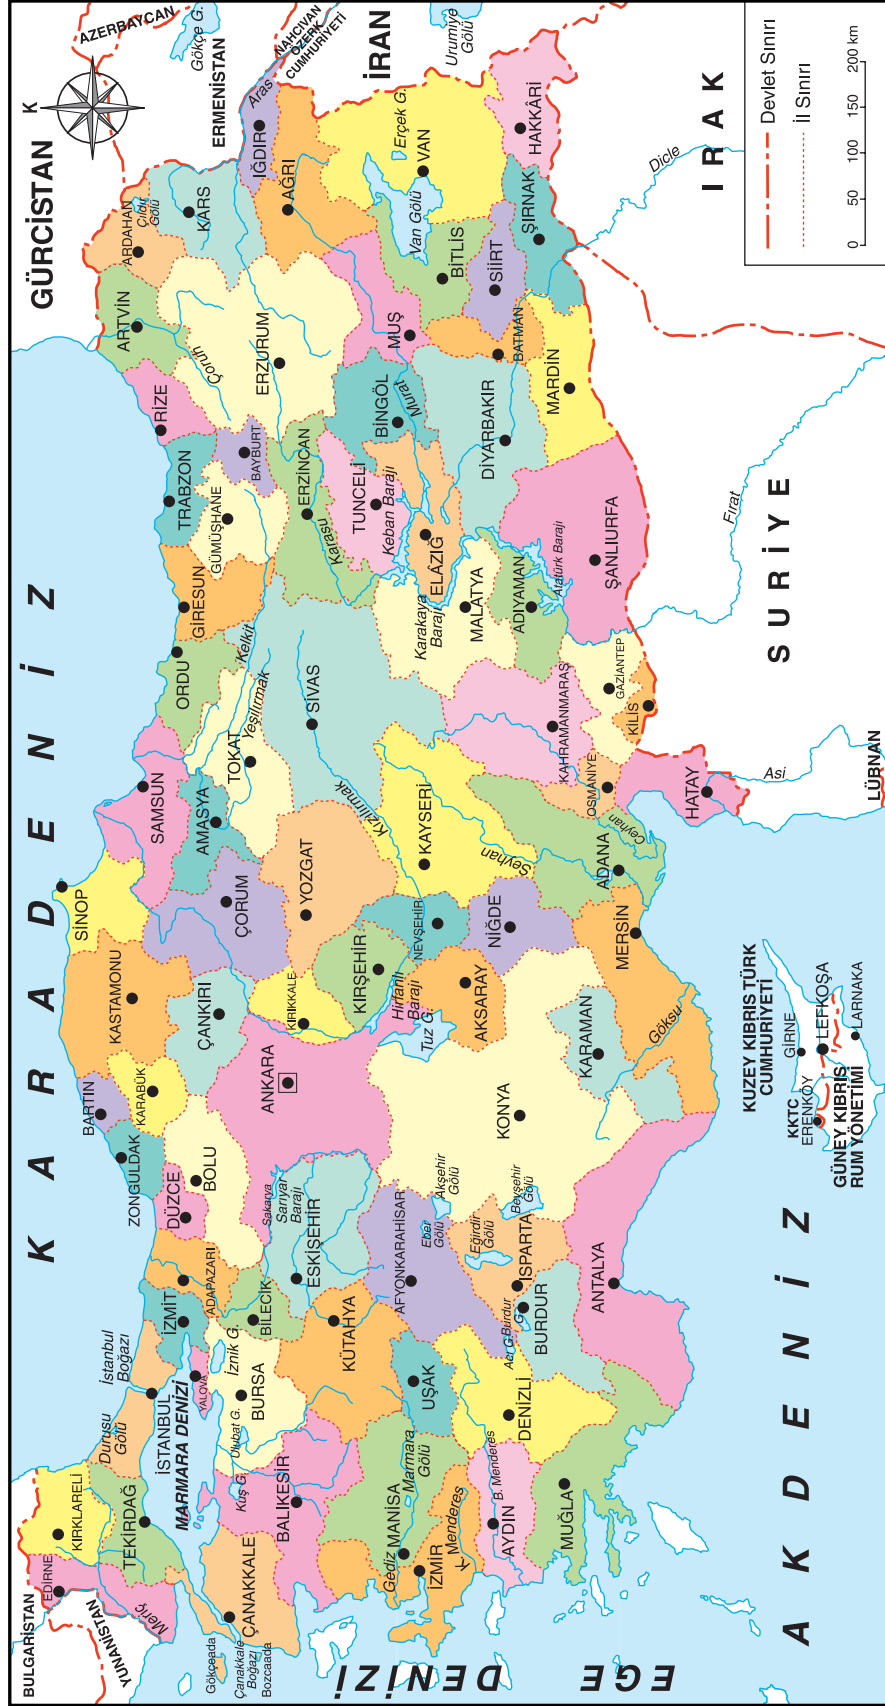 BULGARİSTAN
YUNANİSTAN
GÜRCİSTAN
AZERBAYCAN
ERMENİSTAN
NAHCIVAN
ÖZERK
CUMHURİYETİ
İRAN
IRAK
SURİYE
LÜBNAN
KARADENİZ
MARMARA DENİZİ
EGE DENİZİ
AKDENİZ
K
Gökçe G.
Urumiye
Gölü
EDİRNE
KIRKLARELİ
TEKİRDAĞ
Meriç
Durusu
Gölü
İstanbul
Boğazı
İSTANBUL
Gökçeada
Çanakkale
Boğazı
Bozcaada
ÇANAKKALE
YALOVA
İZMİT
ADAPAZARI
DÜZCE
ZONGULDAK
BARTIN
KARABÜK
KASTAMONU
SİNOP
SAMSUN
ORDU
GİRESUN
TRABZON
RİZE
ARTVİN
ARDAHAN
Çıldır
Gölü
KARS
Aras
IĞDIR
AĞRI
Kuş G.
Ulubat G.
İznik G.
BURSA
BALIKESİR
BİLECİK
BOLU
ÇANKIRI
ÇORUM
AMASYA
TOKAT
Yeşilırmak
Kelkit
GÜMÜŞHANE
BAYBURT
Çoruh
ERZURUM
ERZİNCAN
Karasu
KÜTAHYA
ESKİŞEHİR
Sakarya
Sarıyar
Barajı
ANKARA
KIRIKKALE
YOZGAT
SİVAS
Kızılırmak
TUNCELİ
Keban Barajı
BİNGÖL
Murat
MUŞ
Erçek G.
VAN
Van Gölü
BİTLİS
Gediz
MANİSA
Marmara
Gölü
UŞAK
AFYONKARAHİSAR
Eber
Gölü
Akşehir
Gölü
Tuz G.
Hirfanlı
Barajı
KIRŞEHİR
NEVŞEHİR
KAYSERİ
Karakaya
Barajı
ELÂZIĞ
MALATYA
İZMİR
K. Menderes
AYDIN
B. Menderes
DENİZLİ
Acı G.
Burdur
G.
BURDUR
ISPARTA
Eğirdir
Gölü
Beyşehir
Gölü
KONYA
AKSARAY
NİĞDE
Seyhan
KAHRAMANMARAŞ
ADIYAMAN
Atatürk Barajı
DİYARBAKIR
BATMAN
SİİRT
ŞIRNAK
HAKKÂRİ
MUĞLA
ANTALYA
KARAMAN
Göksu
MERSİN
ADANA
Ceyhan
OSMANİYE
GAZİANTEP
KİLİS
ŞANLIURFA
MARDİN
HATAY
Asi
Fırat
Dicle
KUZEY KIBRIS TÜRK
CUMHURİYETİ
GİRNE
LEFKOŞA
LARNAKA
KKTC
ERENKÖY
GÜNEY KIBRIS
RUM YÖNETİMİ
Devlet Sınırı
İl Sınırı
0 50 100 150 200 km